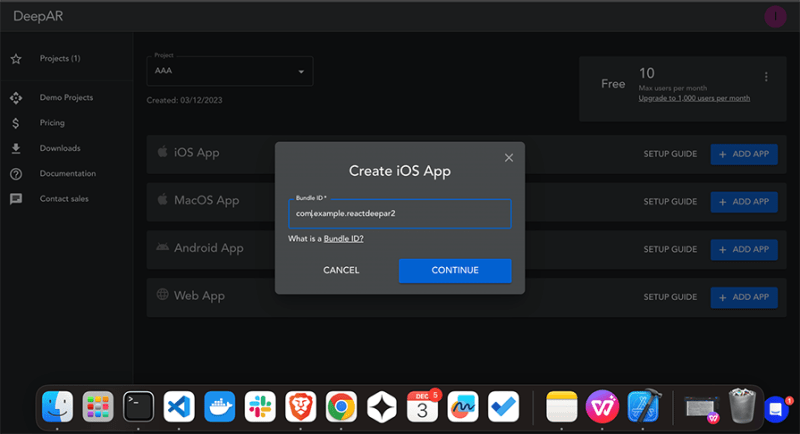 DeepAR
I
Projects (1)
Demo Projects
Pricing
Downloads
Documentation
Contact sales
Project
AAA
Created: 03/12/2023
Free
10
Max users per month
Upgrade to 1,000 users per month
iOS App
SETUP GUIDE
+ ADD APP
MacOS App
SETUP GUIDE
+ ADD APP
Android App
SETUP GUIDE
+ ADD APP
Web App
SETUP GUIDE
+ ADD APP
Create iOS App
Bundle ID *
com.example.reactdeepar2
What is a Bundle ID?
CANCEL
CONTINUE
DEC
3
5
1